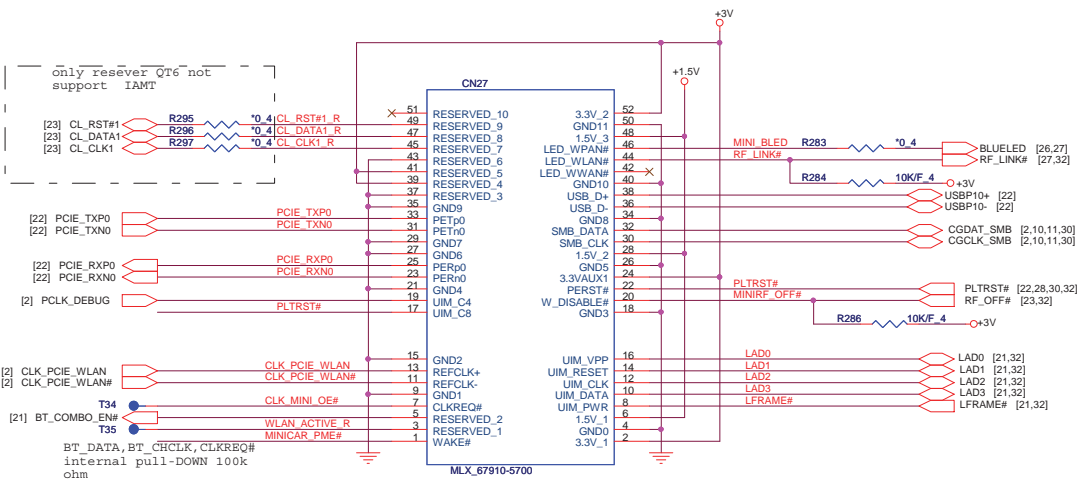 +3V
+1.5V
only resever QT6 not
support IAMT
CN27
[23] CL_RST#1 R295 *0_4 CL_RST#1_R
[23] CL_DATA1 R296 *0_4 CL_DATA1_R
[23] CL_CLK1 R297 *0_4 CL_CLK1_R
51 RESERVED_10 3.3V_2 52
49 RESERVED_9 GND11 50
47 RESERVED_8 1.5V_3 48
45 RESERVED_7 LED_WPAN# 46 MINI_BLED R283 *0_4 BLUELED [26,27]
43 RESERVED_6 LED_WLAN# 44 RF_LINK# RF_LINK# [27,32]
41 RESERVED_5 LED_WWAN# 42
39 RESERVED_4 GND10 40 R284 10K/F_4 +3V
37 RESERVED_3 USB_D+ 38 USBP10+ [22]
35 GND9 USB_D- 36 USBP10- [22]
[22] PCIE_TXP0 PCIE_TXP0 33 PETp0 GND8 34
[22] PCIE_TXN0 PCIE_TXN0 31 PETn0 SMB_DATA 32 CGDAT_SMB [2,10,11,30]
29 GND7 SMB_CLK 30 CGCLK_SMB [2,10,11,30]
27 GND6 1.5V_2 28
[22] PCIE_RXP0 PCIE_RXP0 25 PERp0 GND5 26
[22] PCIE_RXN0 PCIE_RXN0 23 PERn0 3.3VAUX1 24
21 GND4 PERST# 22 PLTRST# PLTRST# [22,28,30,32]
[2] PCLK_DEBUG 19 UIM_C4 W_DISABLE# 20 MINIRF_OFF# RF_OFF# [23,32]
PLTRST# 17 UIM_C8 GND3 18
R286 10K/F_4 +3V
15 GND2 UIM_VPP 16 LAD0 LAD0 [21,32]
[2] CLK_PCIE_WLAN CLK_PCIE_WLAN 13 REFCLK+ UIM_RESET 14 LAD1 LAD1 [21,32]
[2] CLK_PCIE_WLAN# CLK_PCIE_WLAN# 11 REFCLK- UIM_CLK 12 LAD2 LAD2 [21,32]
9 GND1 UIM_DATA 10 LAD3 LAD3 [21,32]
T34 CLK_MINI_OE# 7 CLKREQ# UIM_PWR 8 LFRAME# LFRAME# [21,32]
[21] BT_COMBO_EN# 5 RESERVED_2 1.5V_1 6
T35 WLAN_ACTIVE_R 3 RESERVED_1 GND0 4
MINICAR_PME# 1 WAKE# 3.3V_1 2
BT_DATA,BT_CHCLK,CLKREQ#
internal pull-DOWN 100k
ohm
MLX_67910-5700